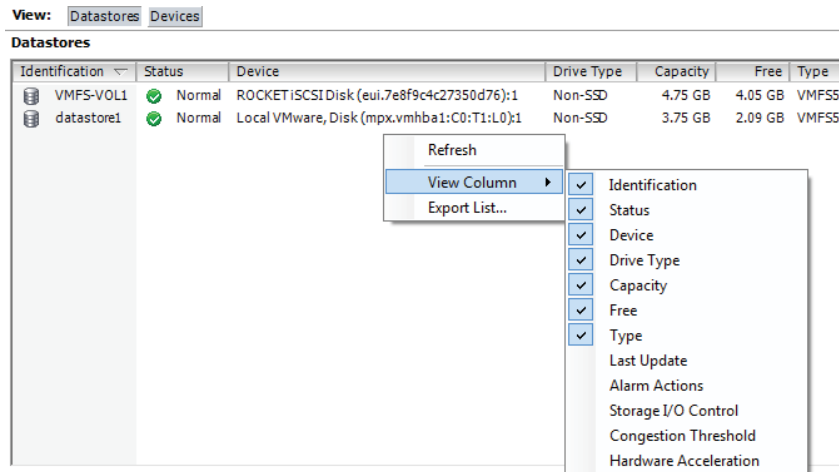 View: Datastores Devices
Datastores
Identification Status Device Drive Type Capacity Free Type
VMFS-VOL1 Normal ROCKET iSCSI Disk (eui.7e8f9c4c27350d76):1 Non-SSD 4.75 GB 4.05 GB VMFS5
datastore1 Normal Local VMware, Disk (mpx.vmhba1:C0:T1:L0):1 Non-SSD 3.75 GB 2.09 GB VMFS5
Refresh
View Column
Export List...
Identification
Status
Device
Drive Type
Capacity
Free
Type
Last Update
Alarm Actions
Storage I/O Control
Congestion Threshold
Hardware Acceleration